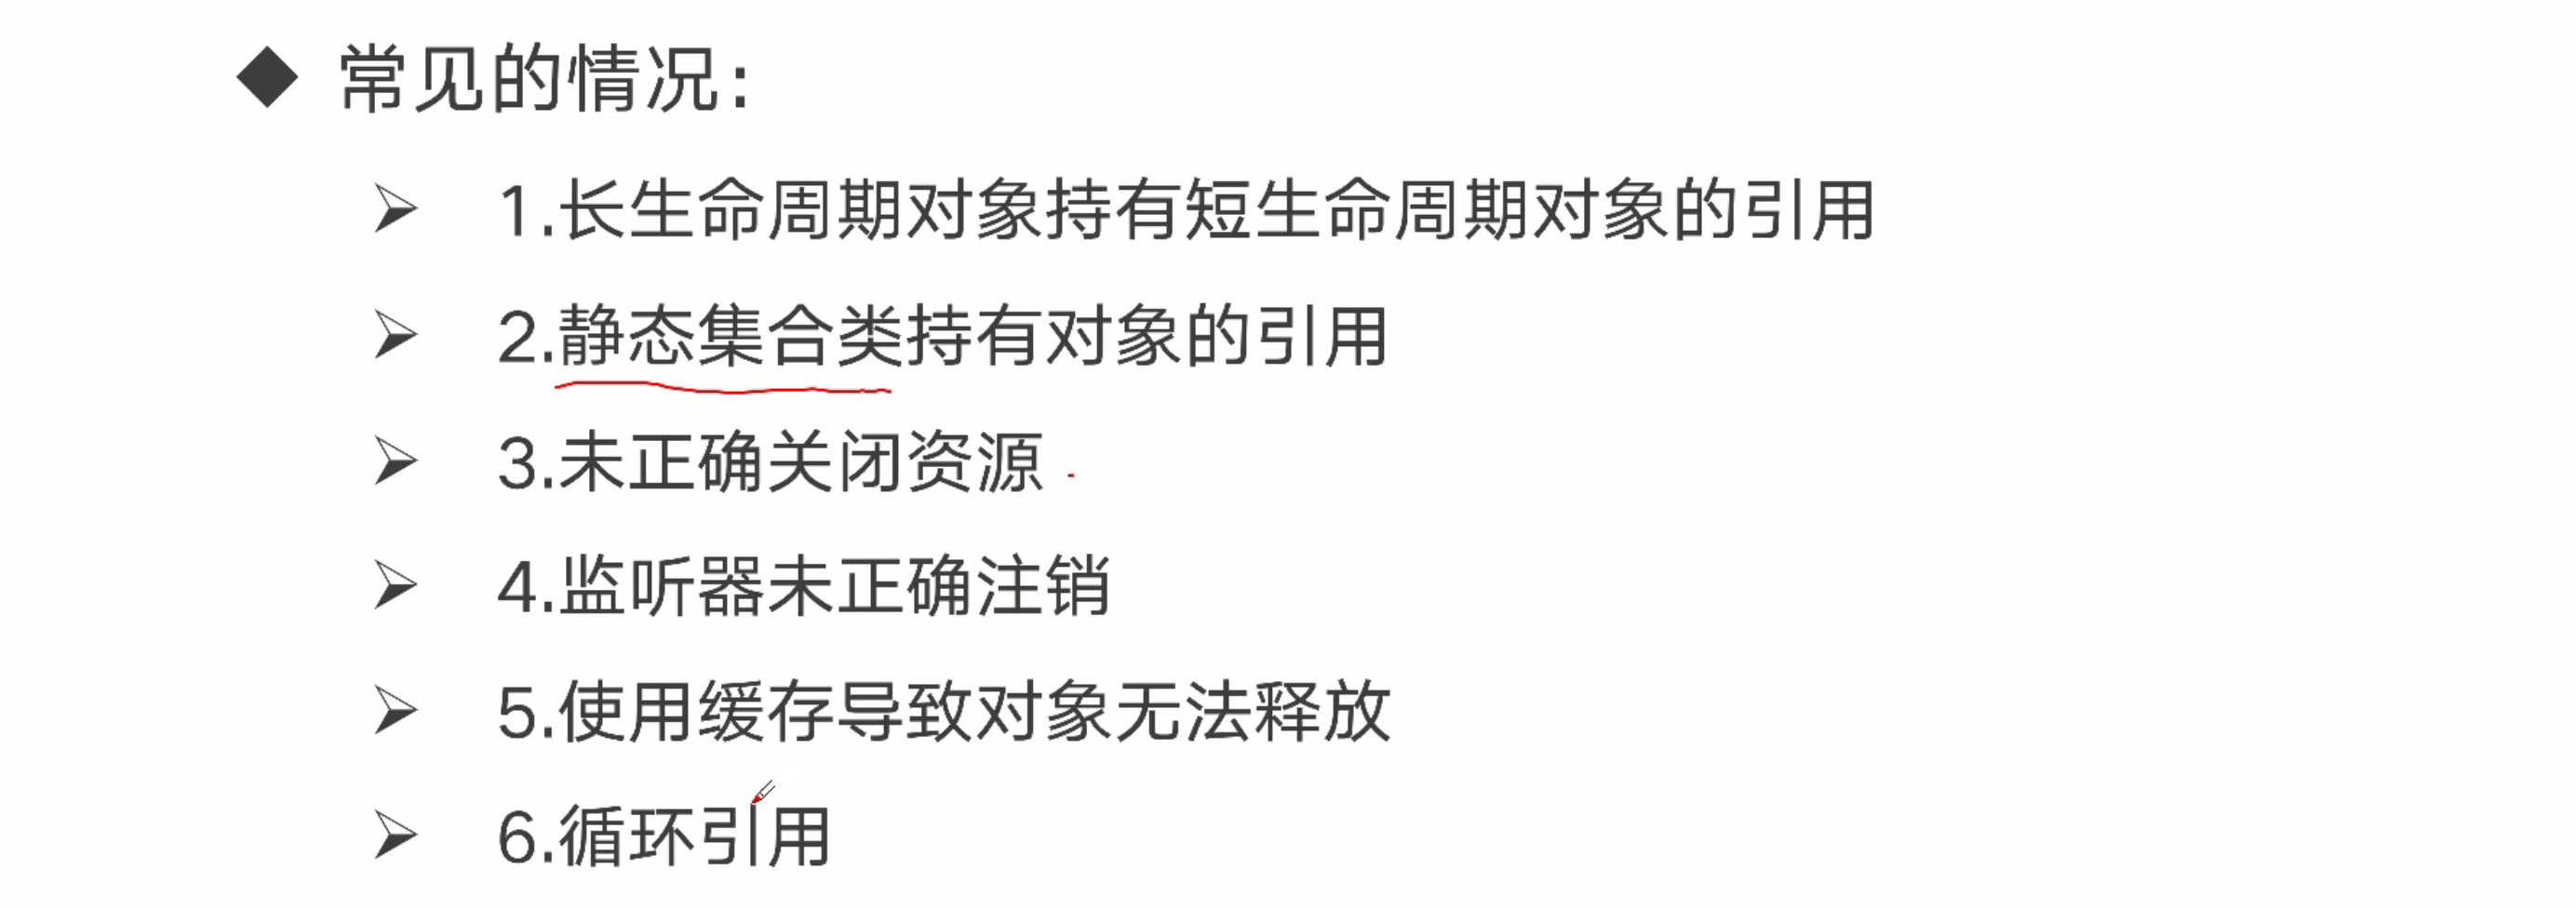 常见的情况：
1.长生命周期对象持有短生命周期对象的引用
2.静态集合类持有对象的引用
3.未正确关闭资源
4.监听器未正确注销
5.使用缓存导致对象无法释放
6.循环引用